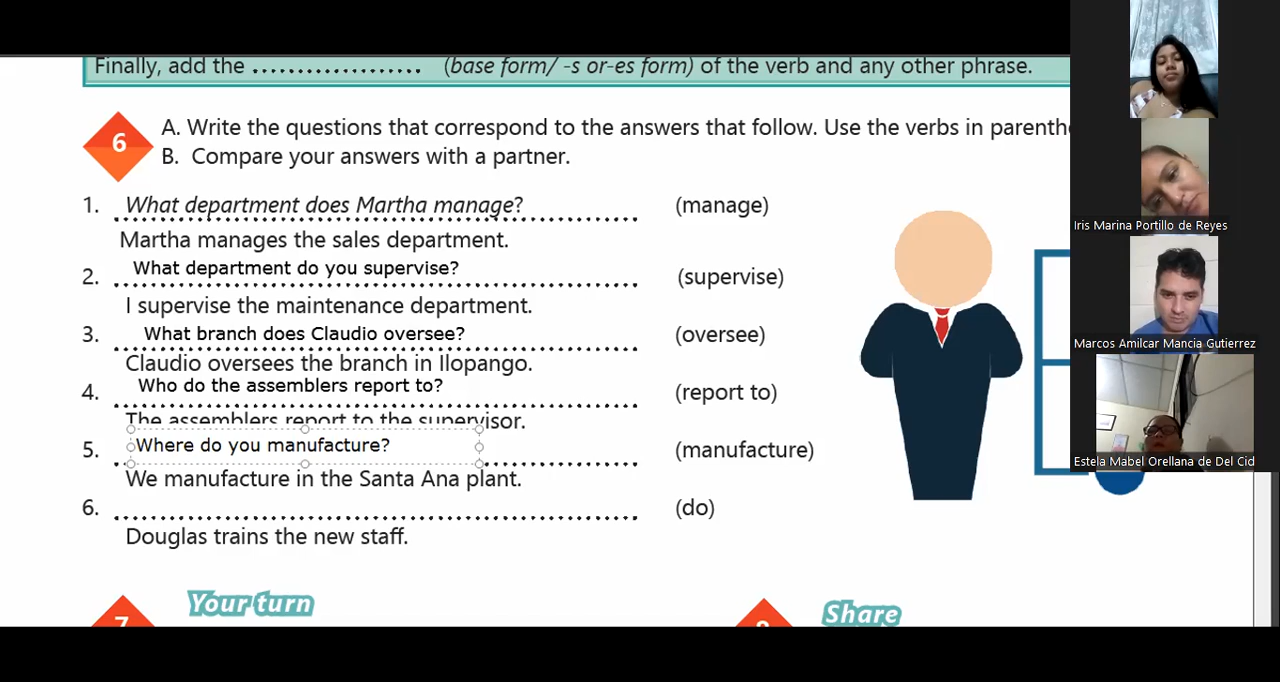 Finally, add the .................. (base form/ -s or-es form) of the verb and any other phrase.
6
A. Write the questions that correspond to the answers that follow. Use the verbs in parenth
B. Compare your answers with a partner.
1. What department does Martha manage? (manage)
Martha manages the sales department.
2. What department do you supervise? (supervise)
I supervise the maintenance department.
3. What branch does Claudio oversee? (oversee)
Claudio oversees the branch in Ilopango.
4. Who do the assemblers report to? (report to)
The assemblers report to the supervisor.
5. Where do you manufacture? (manufacture)
We manufacture in the Santa Ana plant.
6. (do)
Douglas trains the new staff.
7 Your turn
Share
Iris Marina Portillo de Reyes
Marcos Amilcar Mancia Gutierrez
Estela Mabel Orellana de Del Cid